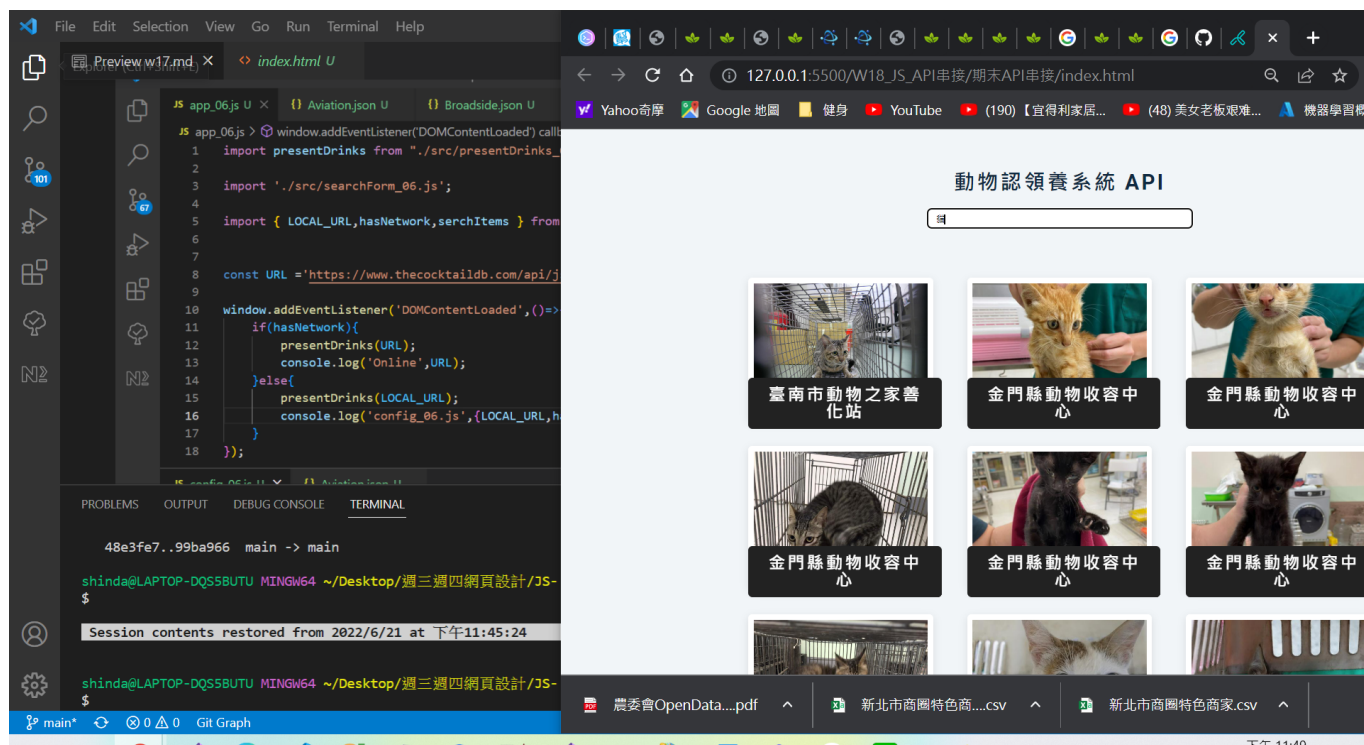 File Edit Selection View Go Run Terminal Help
Preview w17.md
index.html U
app_06.js U
Aviation.json U
Broadside.json U
JS app_06.js > window.addEventListener('DOMContentLoaded') callb
1 import presentDrinks from "./src/presentDrinks_
2
3 import './src/searchForm_06.js';
4
5 import { LOCAL_URL,hasNetwork,serchItems } from
6
7
8 const URL ='https://www.thecocktaildb.com/api/j
9
10 window.addEventListener('DOMContentLoaded',()=>
11 if(hasNetwork){
12 presentDrinks(URL);
13 console.log('Online',URL);
14 }else{
15 presentDrinks(LOCAL_URL);
16 console.log('config_06.js',{LOCAL_URL,h
17 }
18 });
101
67
PROBLEMS OUTPUT DEBUG CONSOLE TERMINAL
48e3fe7..99ba966 main -> main
shinda@LAPTOP-DQS5BUTU MINGW64 ~/Desktop/週三週四網頁設計/JS-
$
Session contents restored from 2022/6/21 at 下午11:45:24
shinda@LAPTOP-DQS5BUTU MINGW64 ~/Desktop/週三週四網頁設計/JS-
$
main* 0 0 Git Graph
127.0.0.1:5500/W18_JS_API串接/期末API串接/index.html
Yahoo奇摩 Google 地圖 健身 YouTube (190)【宜得利家居... (48) 美女老板艰难... 機器學習
動物認領養系統 API
臺南市動物之家善
化站
金門縣動物收容中
心
金門縣動物收容中
心
金門縣動物收容中
心
金門縣動物收容中
心
金門縣動物收容中
心
農委會OpenData....pdf
新北市商圈特色商....csv
新北市商圈特色商家.csv